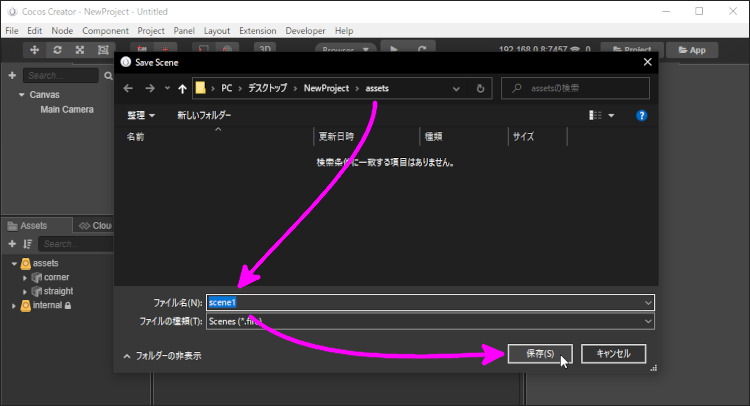 Cocos Creator - NewProject - Untitled
File Edit Node Component Project Panel Layout Extension Developer Help
3D Browser 192.168.0.8:7457 0 Project App
Search...
Canvas
Main Camera
Save Scene
PC デスクトップ NewProject assets
assetsの検索
整理 新しいフォルダー
名前 更新日時 種類 サイズ
検索条件に一致する項目はありません。
Assets Cloud
assets
corner
straight
internal
ファイル名(N): scene1
ファイルの種類(T): Scenes (*.fire)
フォルダーの非表示 保存(S) キャンセル